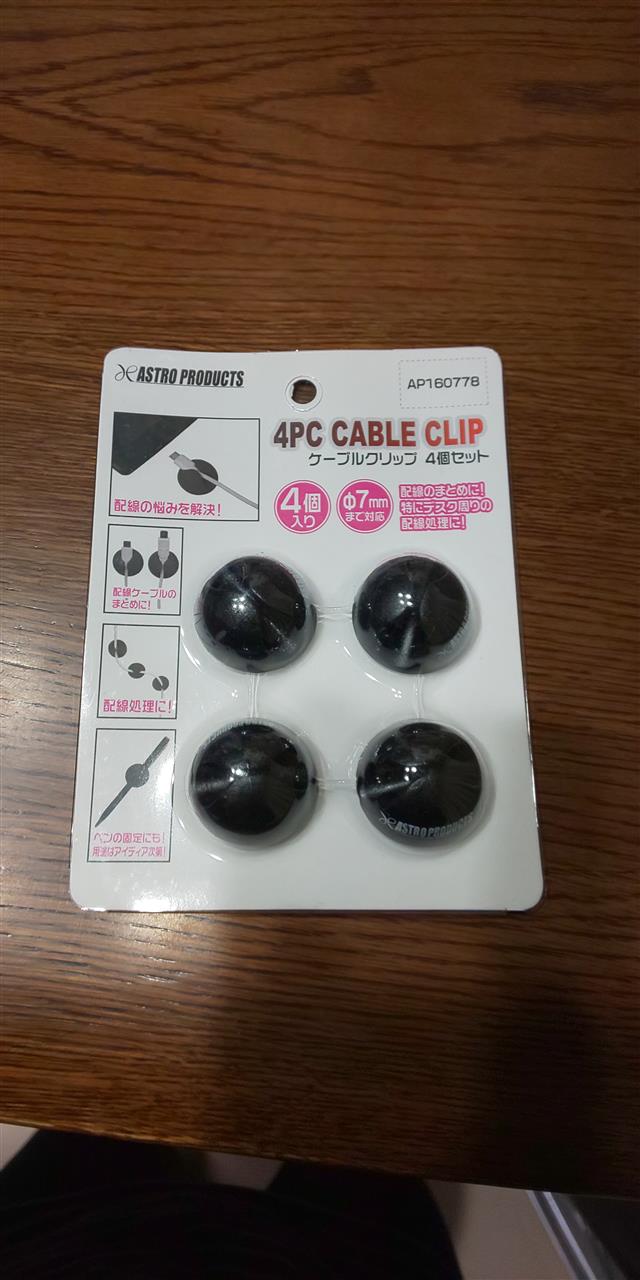 ASTRO PRODUCTS
AP160778
4PC CABLE CLIP
ケーブルクリップ 4個セット
配線の悩みを解決！
4個
入り
Φ7mm
まで対応
配線のまとめに！
特にデスク周りの
配線処理に！
配線ケーブルの
まとめに！
配線処理に！
ペンの固定にも！
用途はアイディア次第！
ASTRO PRODUCTS